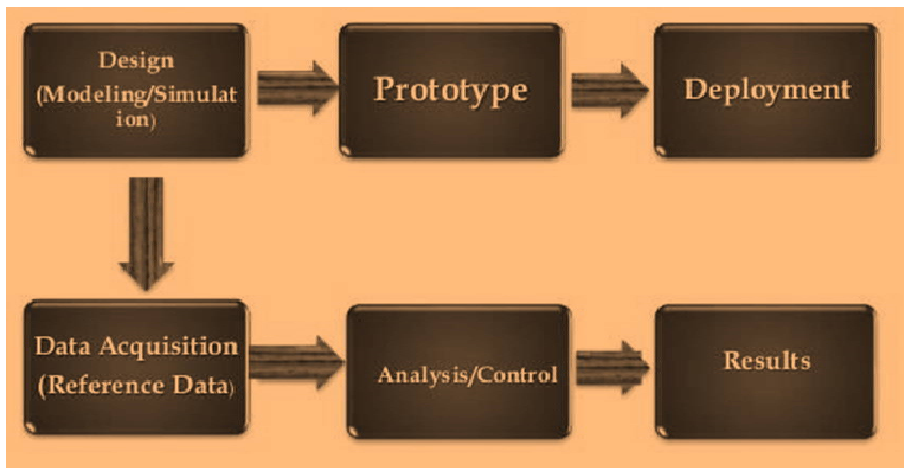 Design
(Modeling/Simulat
ion)
Prototype
Deployment
Data Acquisition
(Reference Data)
Analysis/Control
Results